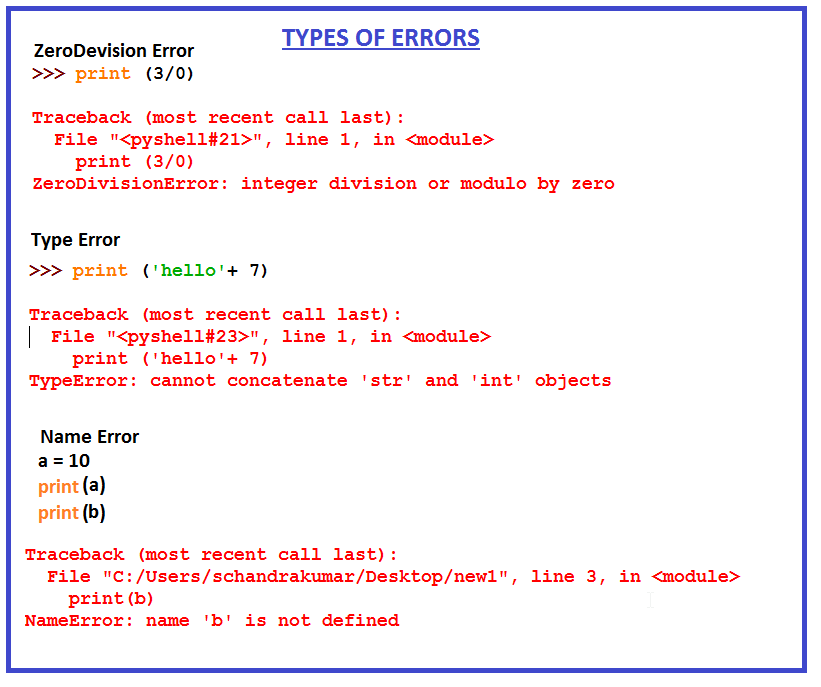 TYPES OF ERRORS
ZeroDevision Error
>>> print (3/0)
Traceback (most recent call last):
  File "<pyshell#21>", line 1, in <module>
    print (3/0)
ZeroDivisionError: integer division or modulo by zero
Type Error
>>> print ('hello'+ 7)
Traceback (most recent call last):
  File "<pyshell#23>", line 1, in <module>
    print ('hello'+ 7)
TypeError: cannot concatenate 'str' and 'int' objects
Name Error
a = 10
print (a)
print (b)
Traceback (most recent call last):
  File "C:/Users/schandrakumar/Desktop/new1", line 3, in <module>
    print(b)
NameError: name 'b' is not defined